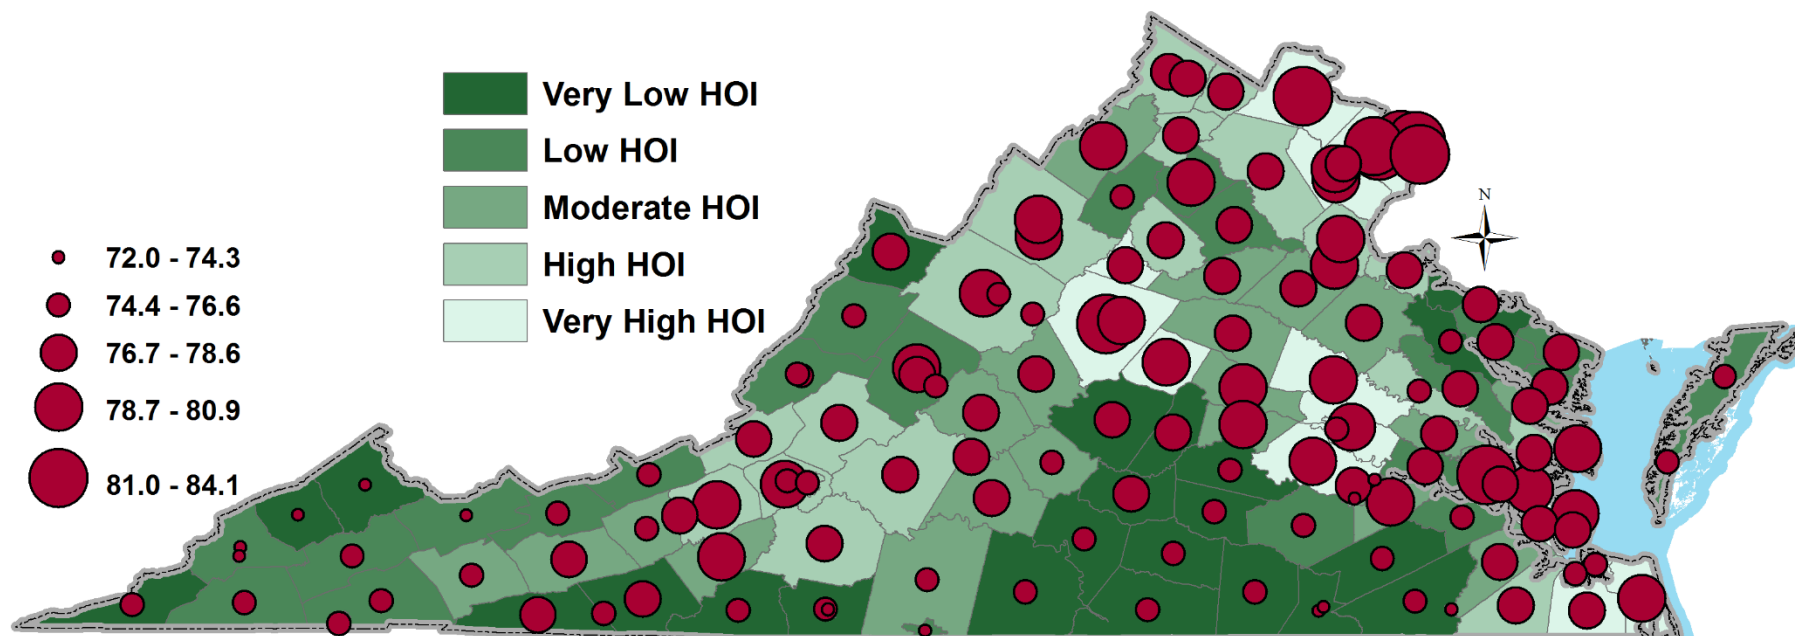 Very Low HOI
Low HOI
Moderate HOI
High HOI
Very High HOI
72.0 - 74.3
74.4 - 76.6
76.7 - 78.6
78.7 - 80.9
81.0 - 84.1
N